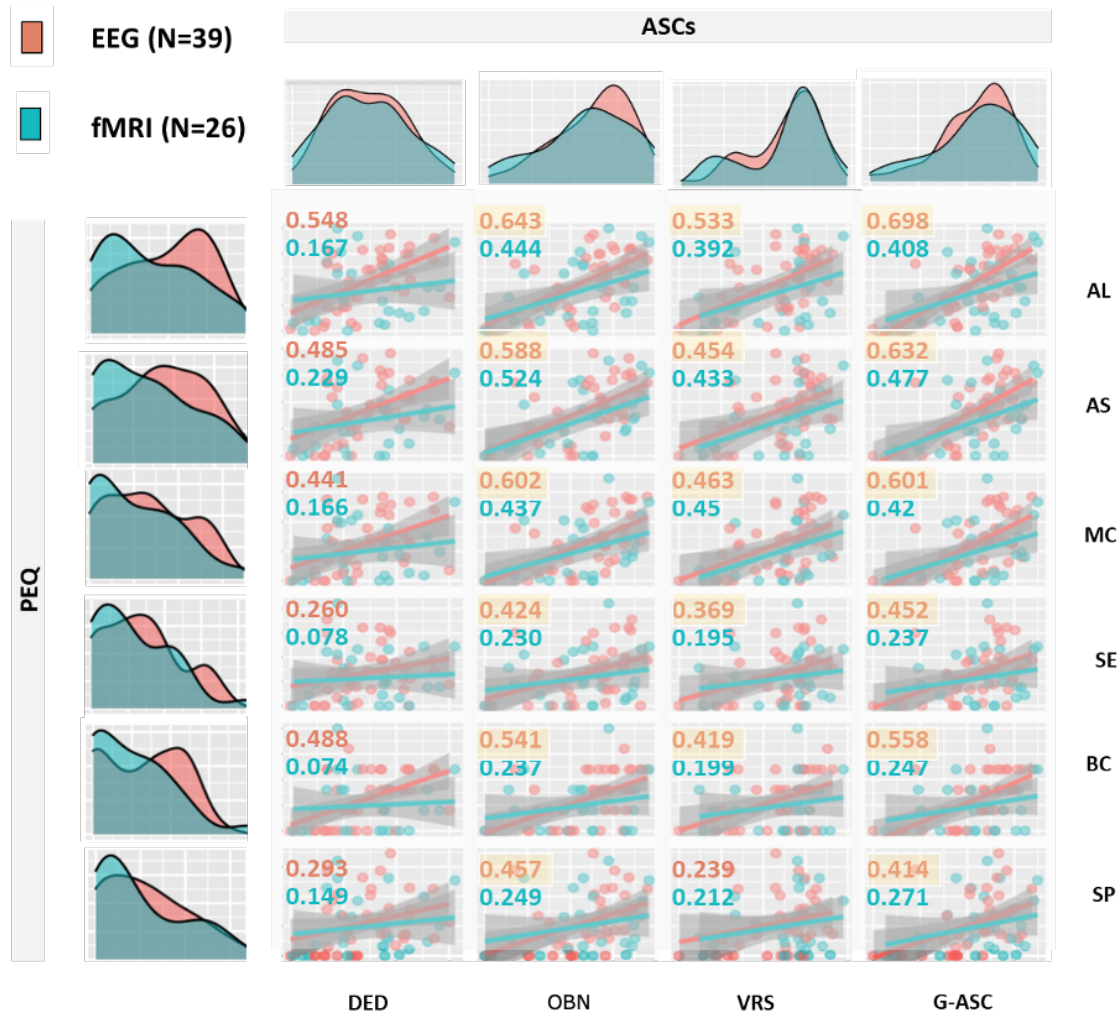 EEG (N=39)
ASCs
fMRI (N=26)
0.548 0.643 0.533 0.698
0.167 0.444 0.392 0.408
AL
0.485 0.588 0.454 0.632
0.229 0.524 0.433 0.477
AS
0.441 0.602 0.463 0.601
0.166 0.437 0.45 0.42
MC
PEQ
0.260 0.424 0.369 0.452
0.078 0.230 0.195 0.237
SE
0.488 0.541 0.419 0.558
0.074 0.237 0.199 0.247
BC
0.293 0.457 0.239 0.414
0.149 0.249 0.212 0.271
SP
DED OBN VRS G-ASC